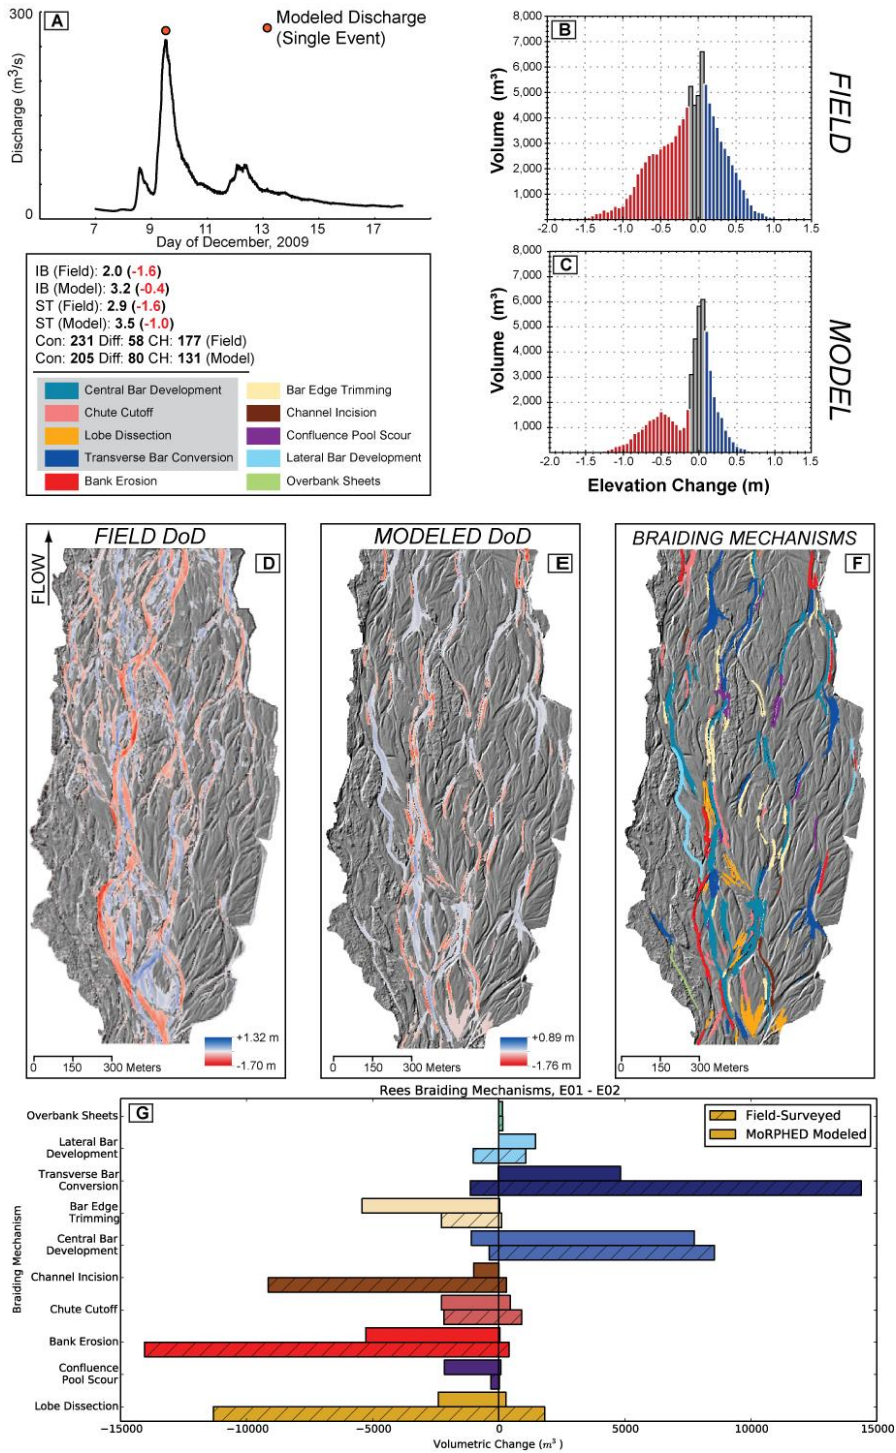 A
300
Discharge (m³/s)
0
7 9 11 13 15 17
Day of December, 2009
Modeled Discharge
(Single Event)
B
8,000
7,000
6,000
5,000
4,000
3,000
2,000
1,000
Volume (m³)
-2.0 -1.5 -1.0 -0.5 0.0 0.5 1.0 1.5
FIELD
C
8,000
7,000
6,000
5,000
4,000
3,000
2,000
1,000
Volume (m³)
-2.0 -1.5 -1.0 -0.5 0.0 0.5 1.0 1.5
Elevation Change (m)
MODEL
IB (Field): 2.0 (-1.6)
IB (Model): 3.2 (-0.4)
ST (Field): 2.9 (-1.6)
ST (Model): 3.5 (-1.0)
Con: 231 Diff: 58 CH: 177 (Field)
Con: 205 Diff: 80 CH: 131 (Model)
Central Bar Development
Chute Cutoff
Lobe Dissection
Transverse Bar Conversion
Bank Erosion
Bar Edge Trimming
Channel Incision
Confluence Pool Scour
Lateral Bar Development
Overbank Sheets
FIELD DoD
D
FLOW
+1.32 m
-1.70 m
0 150 300 Meters
MODELED DoD
E
+0.89 m
-1.76 m
0 150 300 Meters
BRAIDING MECHANISMS
F
0 150 300 Meters
Rees Braiding Mechanisms, E01 - E02
G
Field-Surveyed
MoRPHED Modeled
Braiding Mechanism
Overbank Sheets
Lateral Bar
Development
Transverse Bar
Conversion
Bar Edge
Trimming
Central Bar
Development
Channel Incision
Chute Cutoff
Bank Erosion
Confluence
Pool Scour
Lobe Dissection
−15000 −10000 −5000 0 5000 10000 15000
Volumetric Change (m³)